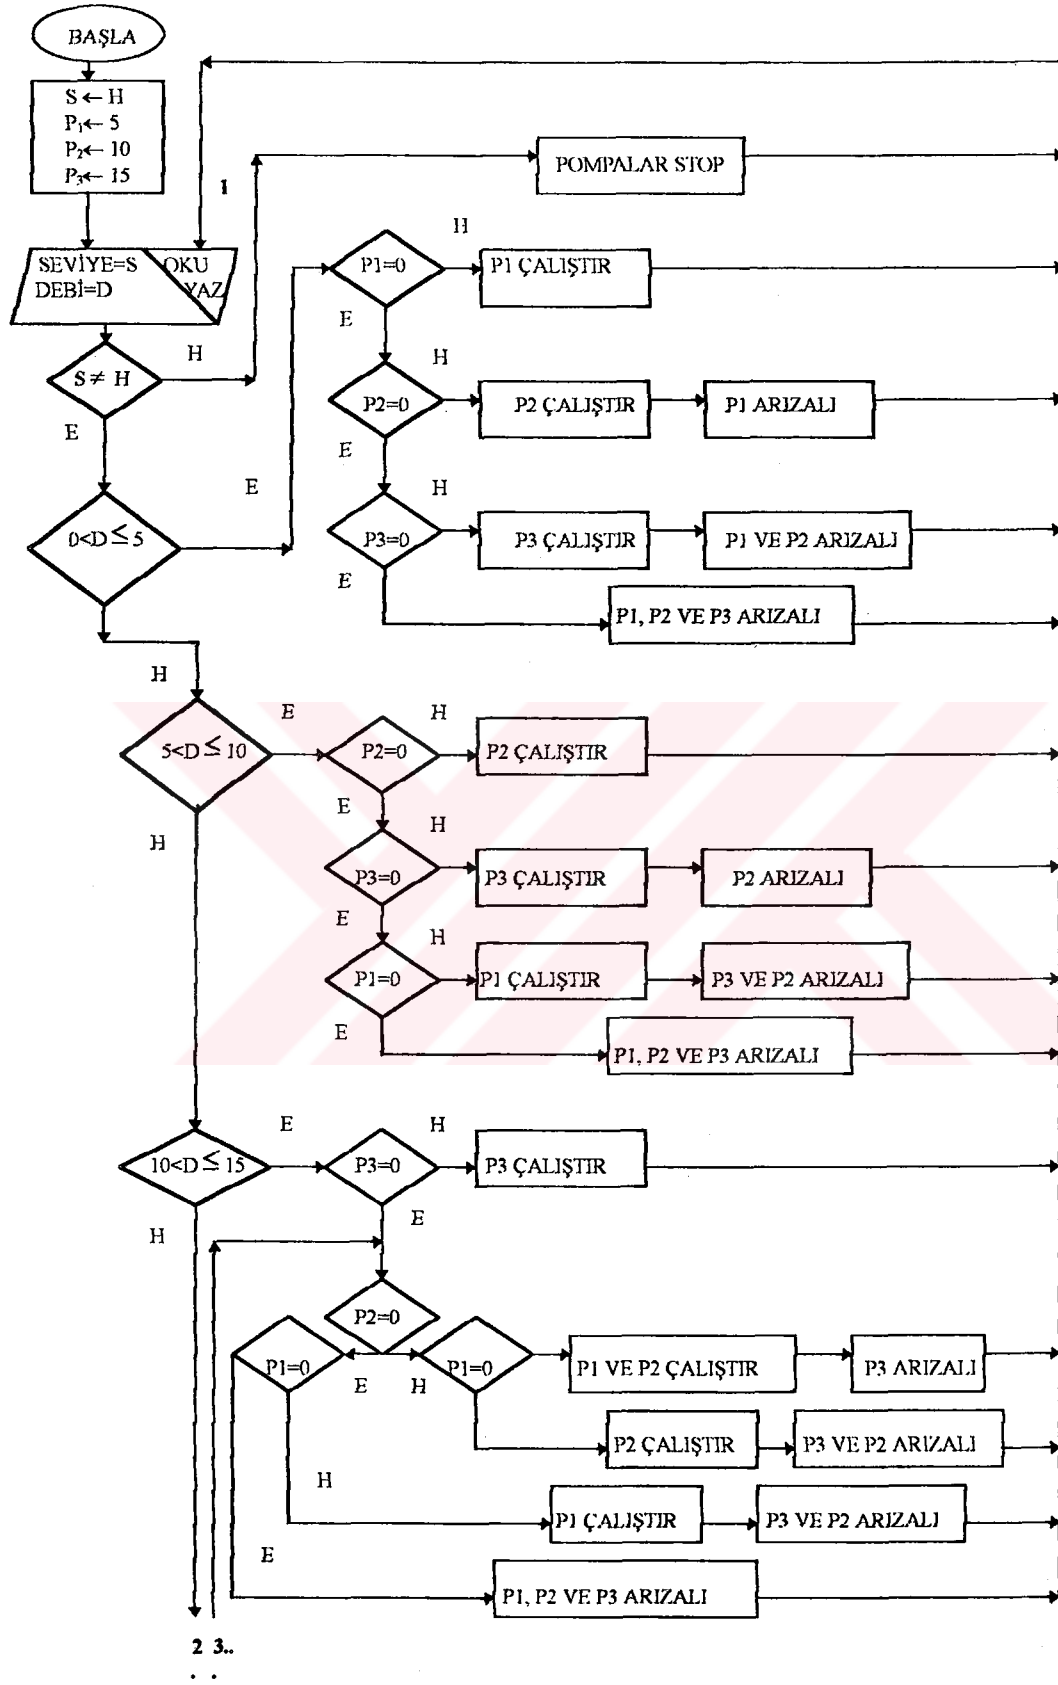 BAŞLA
S ← H
P₁← 5
P₂← 10
P₃← 15
1
POMPALAR STOP
SEVİYE=S
DEBİ=D
OKU
YAZ
H
P1=0
P1 ÇALIŞTIR
E
H
S ≠ H
H
P2=0
P2 ÇALIŞTIR
P1 ARIZALI
E
E
E
H
0<D ≤ 5
P3=0
P3 ÇALIŞTIR
P1 VE P2 ARIZALI
E
P1, P2 VE P3 ARIZALI
H
E
H
5<D ≤ 10
P2=0
P2 ÇALIŞTIR
E
H
H
P3=0
P3 ÇALIŞTIR
P2 ARIZALI
E
H
P1=0
P1 ÇALIŞTIR
P3 VE P2 ARIZALI
E
P1, P2 VE P3 ARIZALI
E
H
10<D ≤ 15
P3=0
P3 ÇALIŞTIR
E
H
P2=0
P1=0
E
H
P1=0
P1 VE P2 ÇALIŞTIR
P3 ARIZALI
P2 ÇALIŞTIR
P3 VE P2 ARIZALI
H
P1 ÇALIŞTIR
P3 VE P2 ARIZALI
E
P1, P2 VE P3 ARIZALI
2 3..
. .